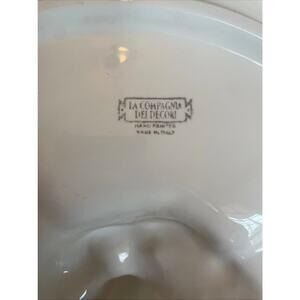 LA COMPAGNIA
DEI DECORI
HAND PAINTED
MADE IN ITALY